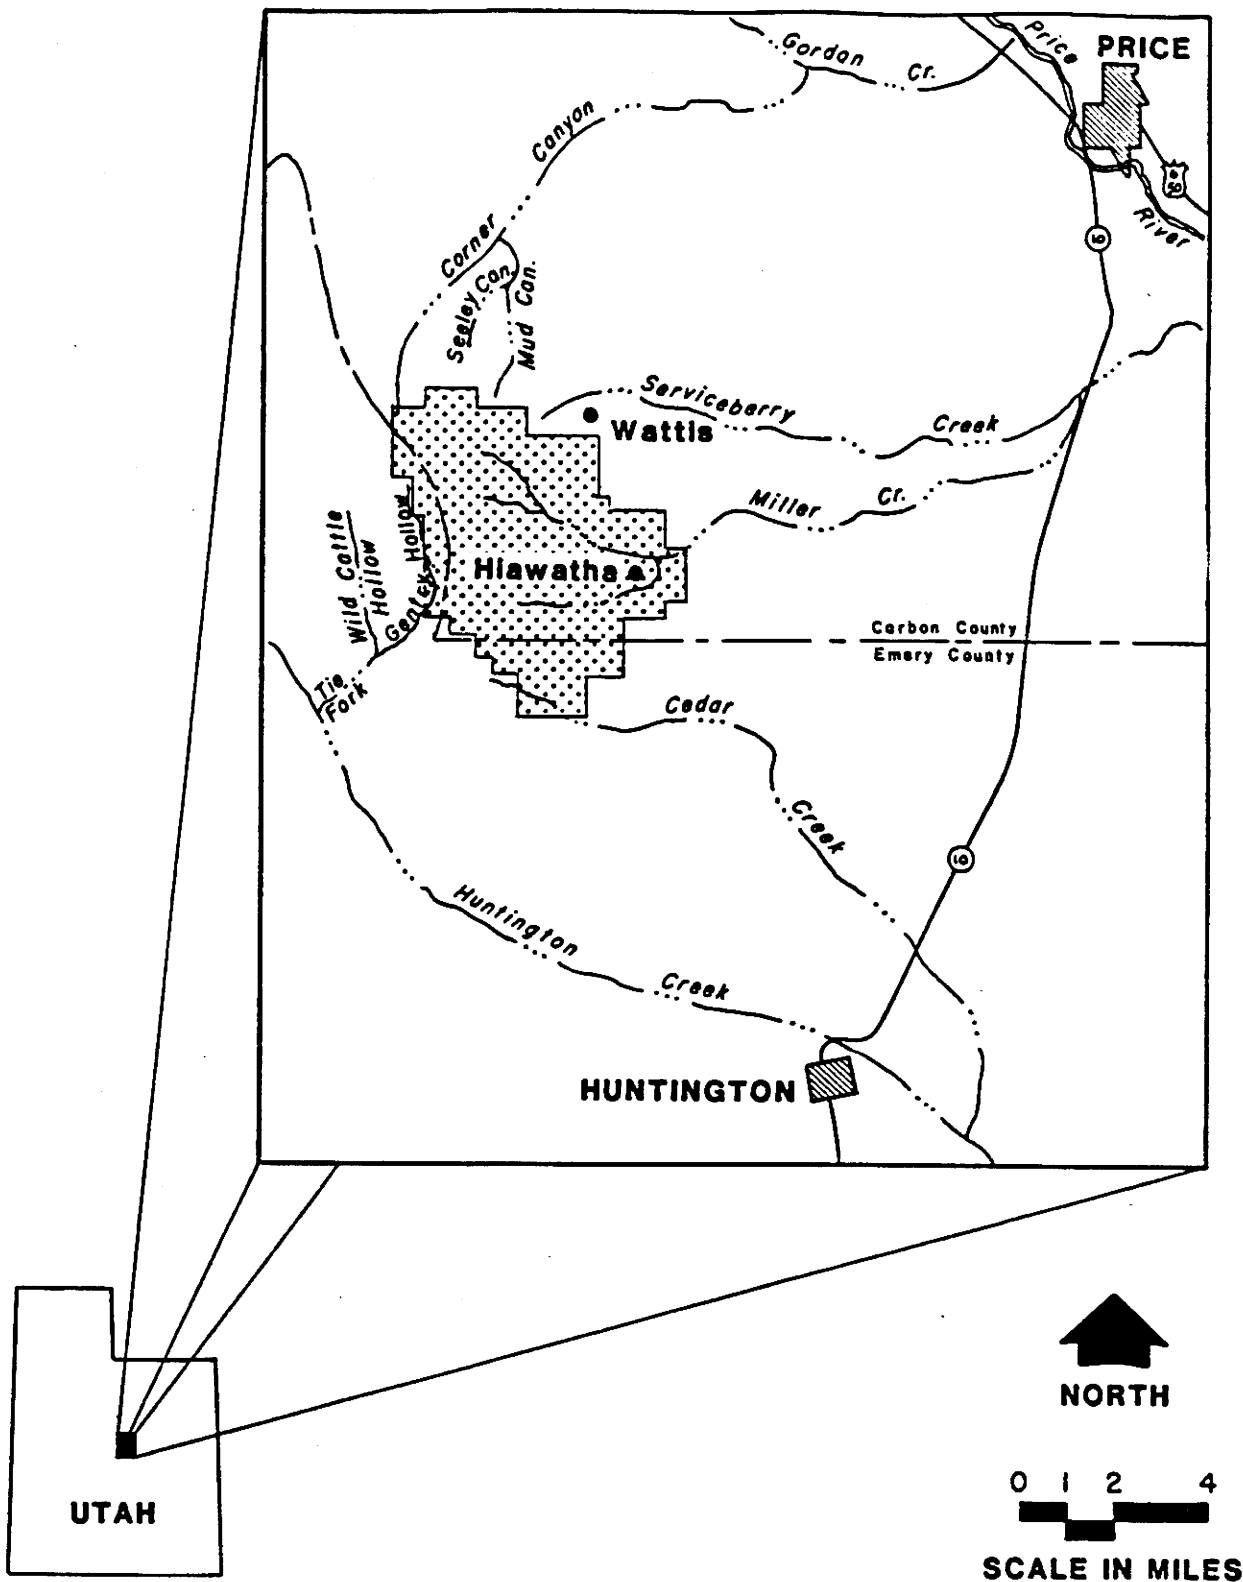 Gordon Cr.
Price
PRICE
Canyon
6
50
River
10
Corner
Seeley Can.
Mud Can.
Serviceberry
Creek
Wattis
Miller Cr.
Wild Cattle
Hollow
Gentry Hollow
Hiawatha
Carbon County
Emery County
Tie
Fork
Cedar
Creek
10
Huntington
Creek
HUNTINGTON
UTAH
NORTH
0 1 2 4
SCALE IN MILES